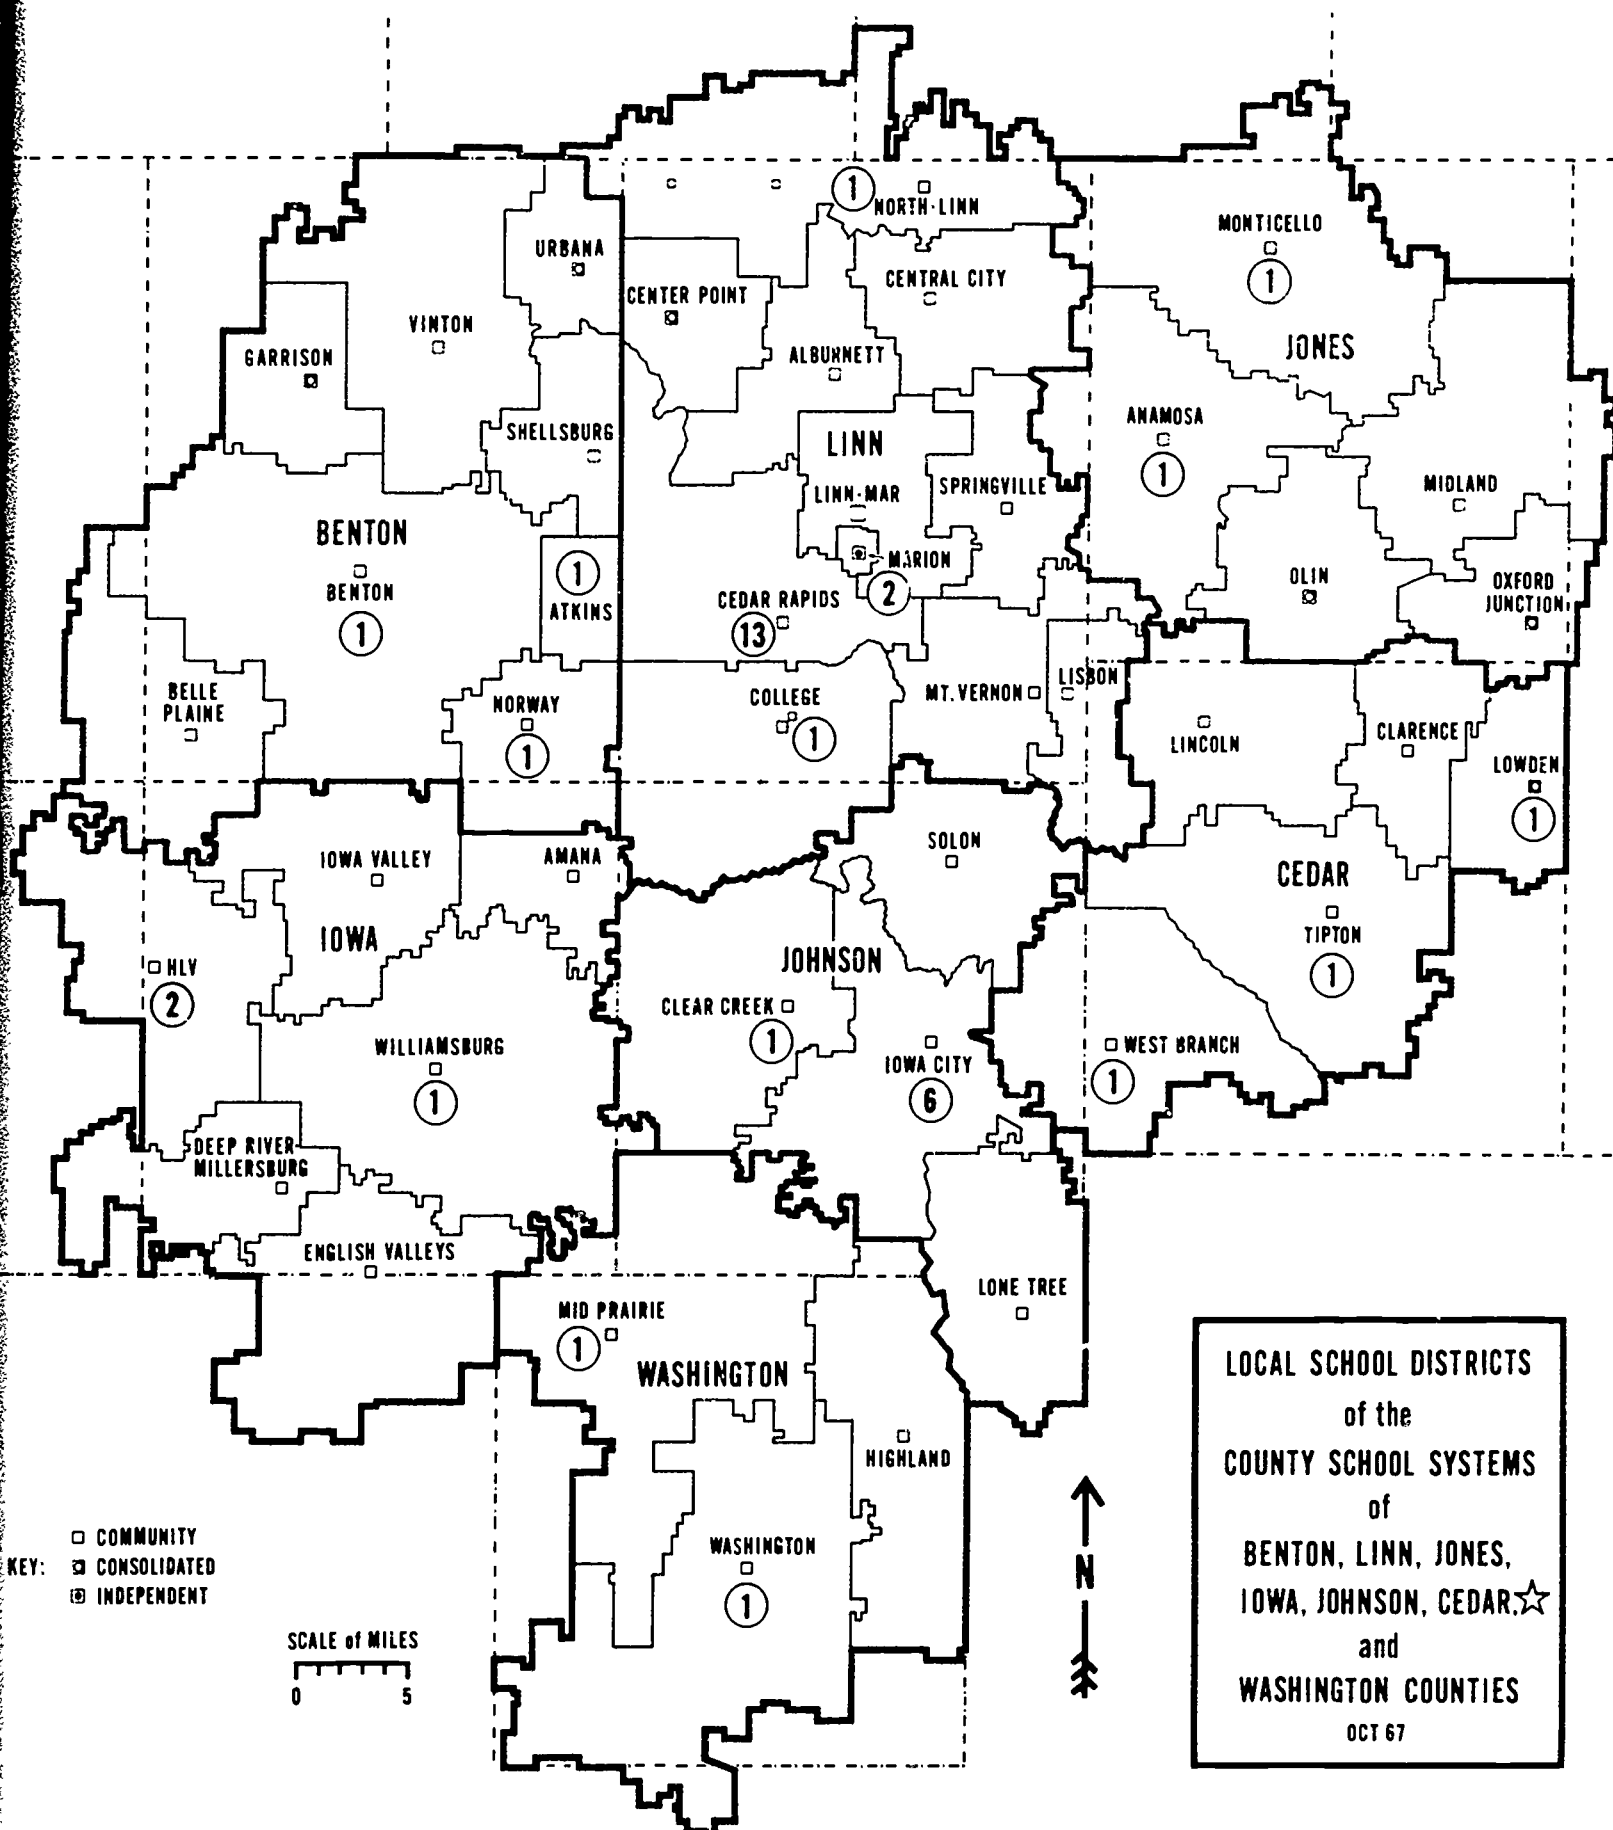 1
NORTH-LINN
MONTICELLO
1
URBANA
CENTER POINT
CENTRAL CITY
VINTON
GARRISON
ALBURNETT
JONES
SHELLSBURG
LINN
ANAMOSA
1
LINN-MAR
SPRINGVILLE
MIDLAND
BENTON
BENTON
1
1
ATKINS
MARION
2
CEDAR RAPIDS
13
OLIN
OXFORD
JUNCTION
BELLE
PLAINE
NORWAY
1
COLLEGE
1
MT. VERNON
LISBON
LINCOLN
CLARENCE
LOWDEN
1
IOWA VALLEY
AMANA
SOLON
CEDAR
TIPTON
1
IOWA
JOHNSON
HLV
2
CLEAR CREEK
1
WILLIAMSBURG
1
IOWA CITY
6
WEST BRANCH
1
DEEP RIVER
MILLERSBURG
ENGLISH VALLEYS
LONE TREE
MID PRAIRIE
1
WASHINGTON
HIGHLAND
WASHINGTON
1
KEY:
COMMUNITY
CONSOLIDATED
INDEPENDENT
SCALE of MILES
0 5
N
LOCAL SCHOOL DISTRICTS
of the
COUNTY SCHOOL SYSTEMS
of
BENTON, LINN, JONES,
IOWA, JOHNSON, CEDAR,☆
and
WASHINGTON COUNTIES
OCT 67